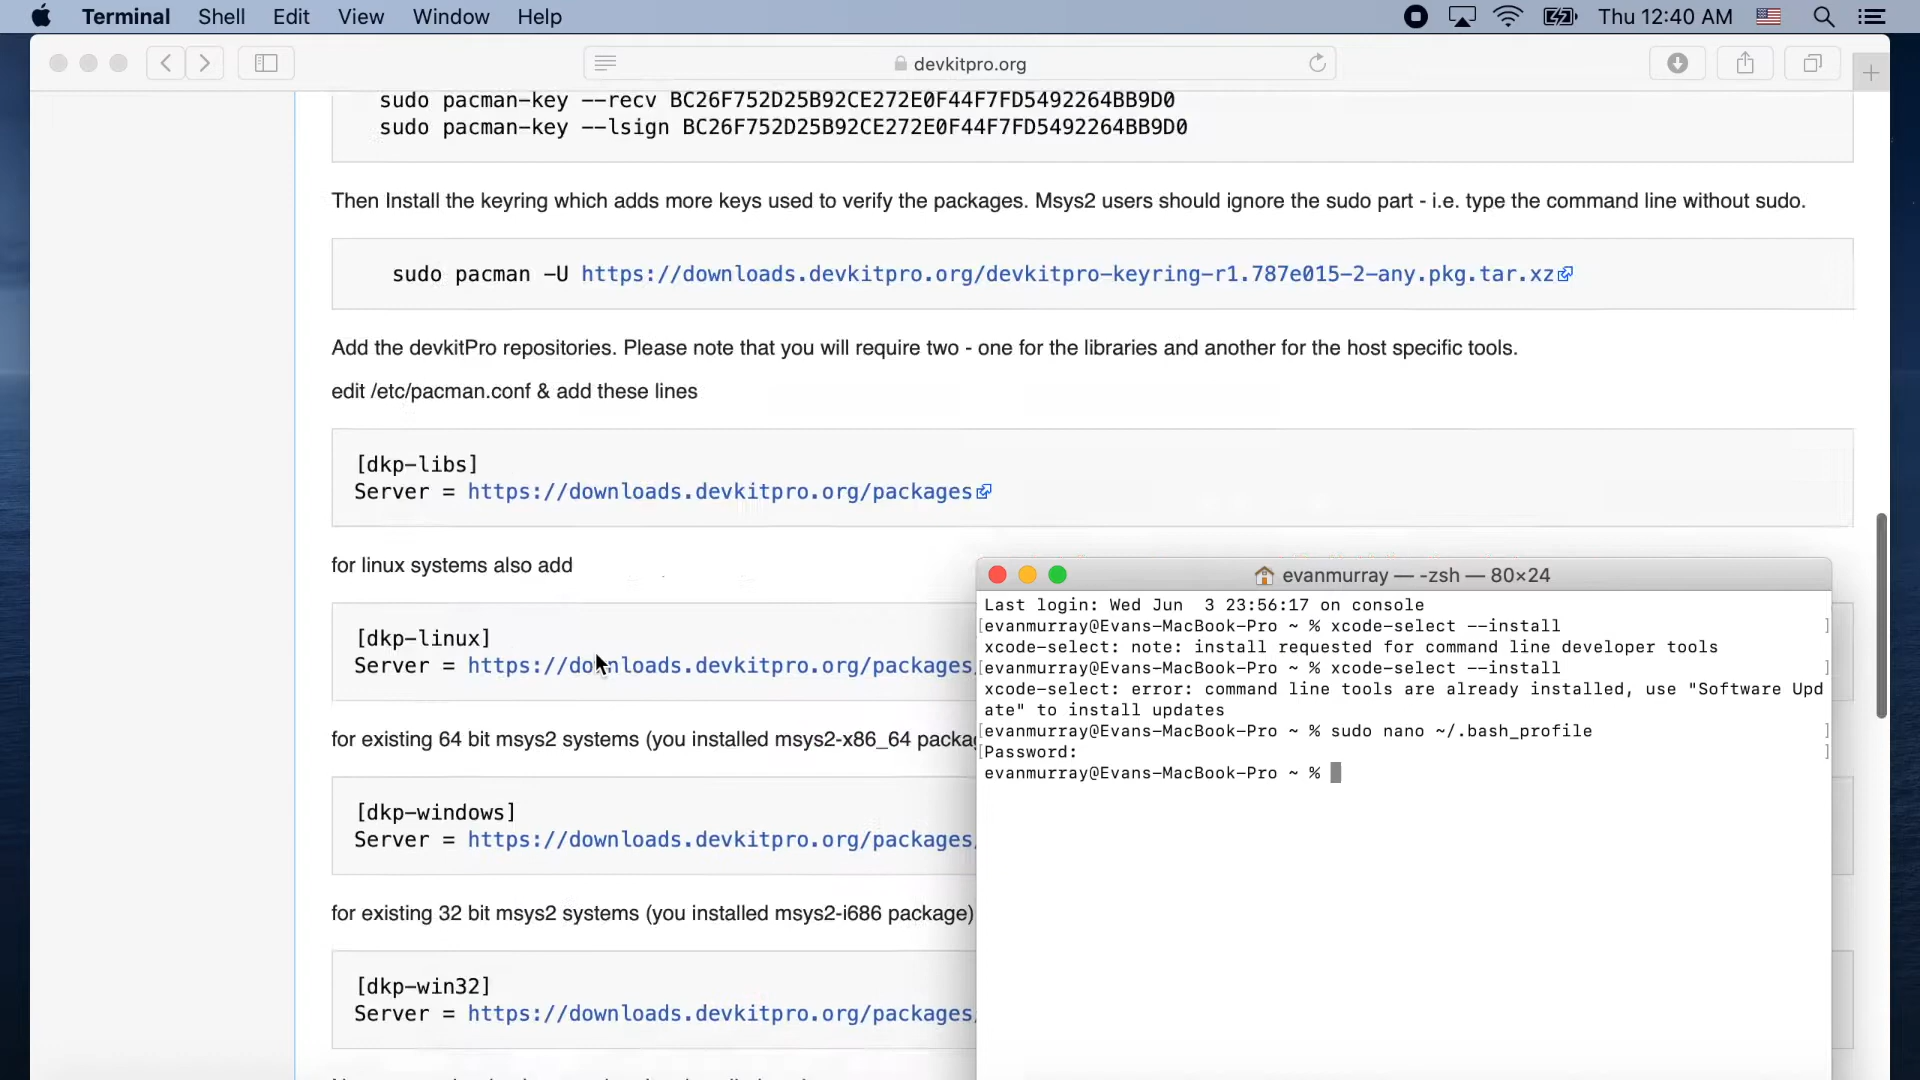 Terminal Shell Edit View Window Help Thu 12:40 AM
devkitpro.org
sudo pacman-key --recv BC26F752D25B92CE272E0F44F7FD5492264BB9D0
sudo pacman-key --lsign BC26F752D25B92CE272E0F44F7FD5492264BB9D0
Then Install the keyring which adds more keys used to verify the packages. Msys2 users should ignore the sudo part - i.e. type the command line without sudo.
sudo pacman -U https://downloads.devkitpro.org/devkitpro-keyring-r1.787e015-2-any.pkg.tar.xz
Add the devkitPro repositories. Please note that you will require two - one for the libraries and another for the host specific tools.
edit /etc/pacman.conf & add these lines
[dkp-libs]
Server = https://downloads.devkitpro.org/packages
for linux systems also add
[dkp-linux]
Server = https://downloads.devkitpro.org/packages/
for existing 64 bit msys2 systems (you installed msys2-x86_64 packag
[dkp-windows]
Server = https://downloads.devkitpro.org/packages/
for existing 32 bit msys2 systems (you installed msys2-i686 package)
[dkp-win32]
Server = https://downloads.devkitpro.org/packages/
evanmurray — -zsh — 80×24
Last login: Wed Jun  3 23:56:17 on console
[evanmurray@Evans-MacBook-Pro ~ % xcode-select --install ]
xcode-select: note: install requested for command line developer tools
[evanmurray@Evans-MacBook-Pro ~ % xcode-select --install ]
xcode-select: error: command line tools are already installed, use "Software Upd
ate" to install updates
[evanmurray@Evans-MacBook-Pro ~ % sudo nano ~/.bash_profile ]
[Password: ]
evanmurray@Evans-MacBook-Pro ~ %